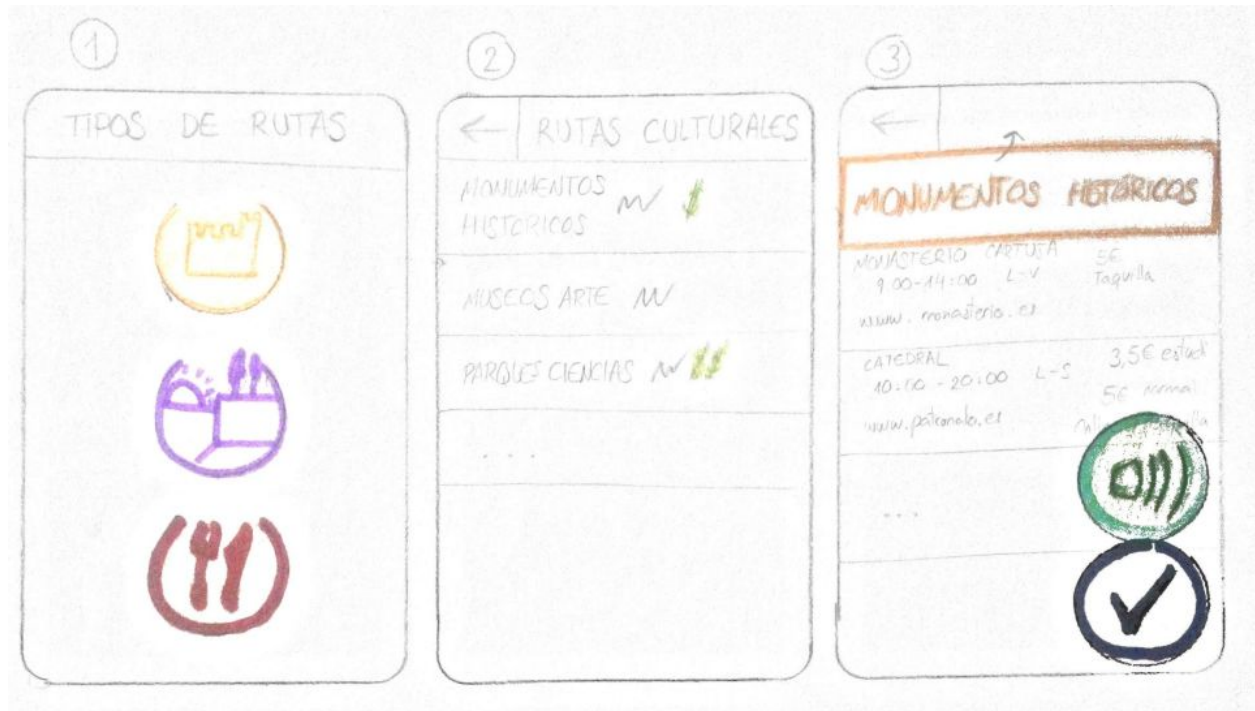 1
TIPOS DE RUTAS
2
← RUTAS CULTURALES
MONUMENTOS
HISTÓRICOS $
MUSEOS ARTE
PARQUES CIENCIAS $$
...
3
←
MONUMENTOS HISTÓRICOS
MONASTERIO CARTUJA 5€
9:00-14:00 L-V Taquilla
www.monasterio.es
CATEDRAL 3,5€ estud
10:00-20:00 L-S
5€ normal
www.patronato.es
...